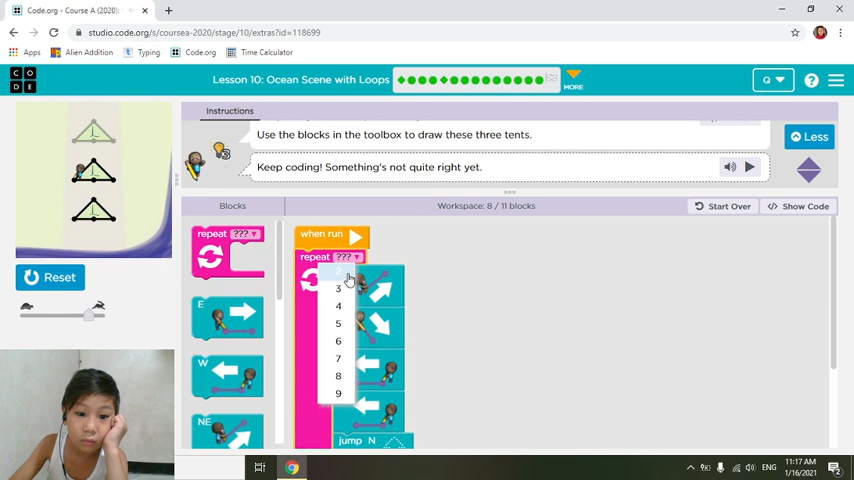 Code.org - Course A (2020):
studio.code.org/s/coursea-2020/stage/10/extras?id=118699
Apps
Alien Addition
Typing
Code.org
Time Calculator
C O
D E
Lesson 10: Ocean Scene with Loops
MORE
Q
?
Instructions
Use the blocks in the toolbox to draw these three tents.
Less
3
Keep coding! Something's not quite right yet.
Blocks
Workspace: 8 / 11 blocks
Start Over
</> Show Code
repeat ???
when run
repeat ???
Reset
2
3
4
5
6
7
8
9
E
W
NE
jump N
ENG
11:17 AM
1/16/2021
2